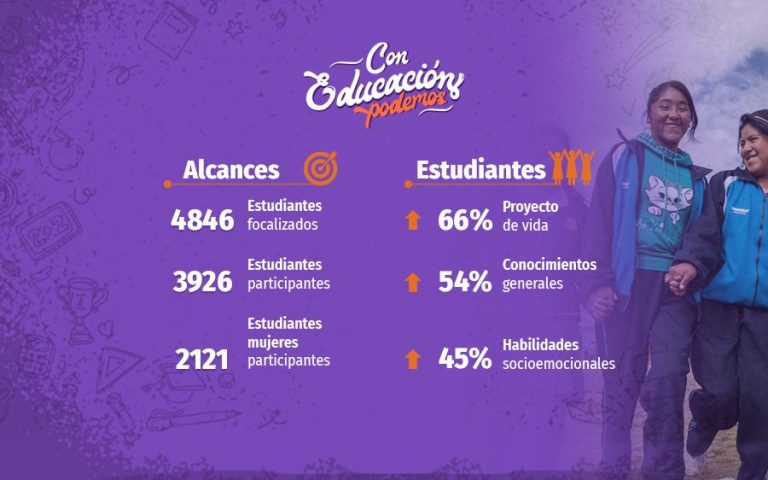 Con
Educación
podemos
Alcances
4846 Estudiantes
focalizados
3926 Estudiantes
participantes
2121 Estudiantes
mujeres
participantes
Estudiantes
66% Proyecto
de vida
54% Conocimientos
generales
45% Habilidades
socioemocionales